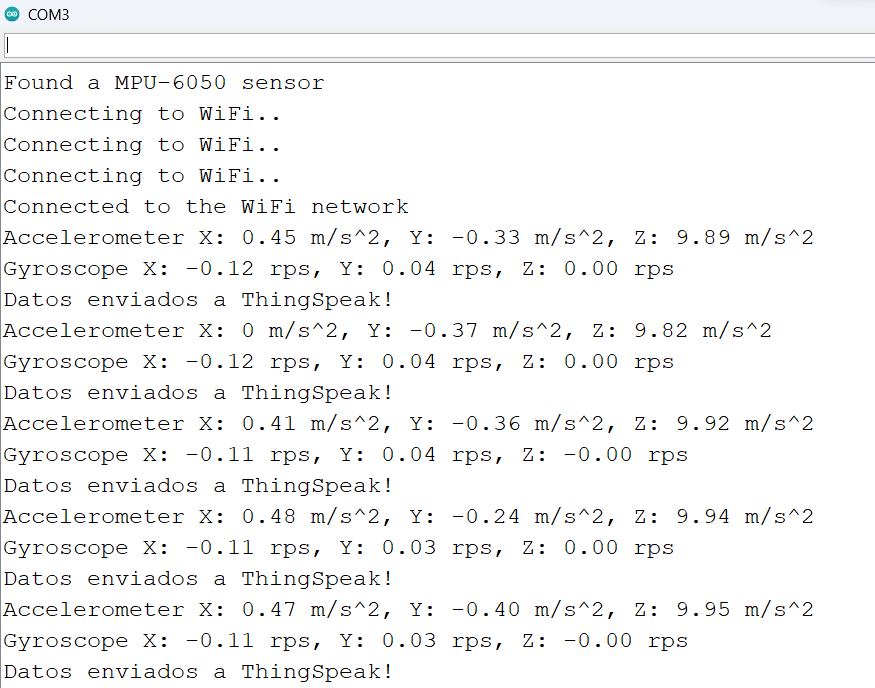 COM3
Found a MPU-6050 sensor
Connecting to WiFi..
Connecting to WiFi..
Connecting to WiFi..
Connected to the WiFi network
Accelerometer X: 0.45 m/s^2, Y: -0.33 m/s^2, Z: 9.89 m/s^2
Gyroscope X: -0.12 rps, Y: 0.04 rps, Z: 0.00 rps
Datos enviados a ThingSpeak!
Accelerometer X: 0 m/s^2, Y: -0.37 m/s^2, Z: 9.82 m/s^2
Gyroscope X: -0.12 rps, Y: 0.04 rps, Z: 0.00 rps
Datos enviados a ThingSpeak!
Accelerometer X: 0.41 m/s^2, Y: -0.36 m/s^2, Z: 9.92 m/s^2
Gyroscope X: -0.11 rps, Y: 0.04 rps, Z: -0.00 rps
Datos enviados a ThingSpeak!
Accelerometer X: 0.48 m/s^2, Y: -0.24 m/s^2, Z: 9.94 m/s^2
Gyroscope X: -0.11 rps, Y: 0.03 rps, Z: 0.00 rps
Datos enviados a ThingSpeak!
Accelerometer X: 0.47 m/s^2, Y: -0.40 m/s^2, Z: 9.95 m/s^2
Gyroscope X: -0.11 rps, Y: 0.03 rps, Z: -0.00 rps
Datos enviados a ThingSpeak!